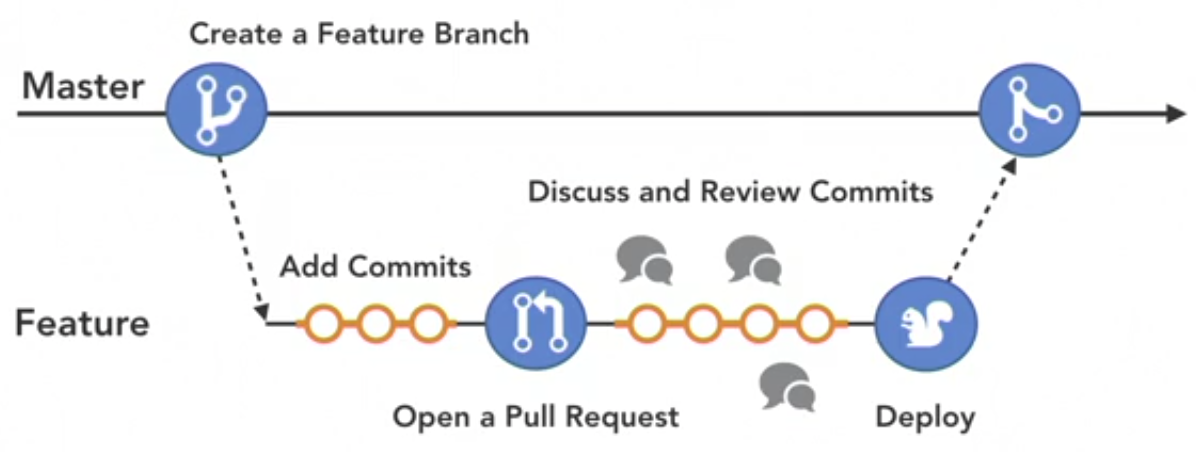 Create a Feature Branch
Master
Discuss and Review Commits
Add Commits
Feature
Open a Pull Request
Deploy